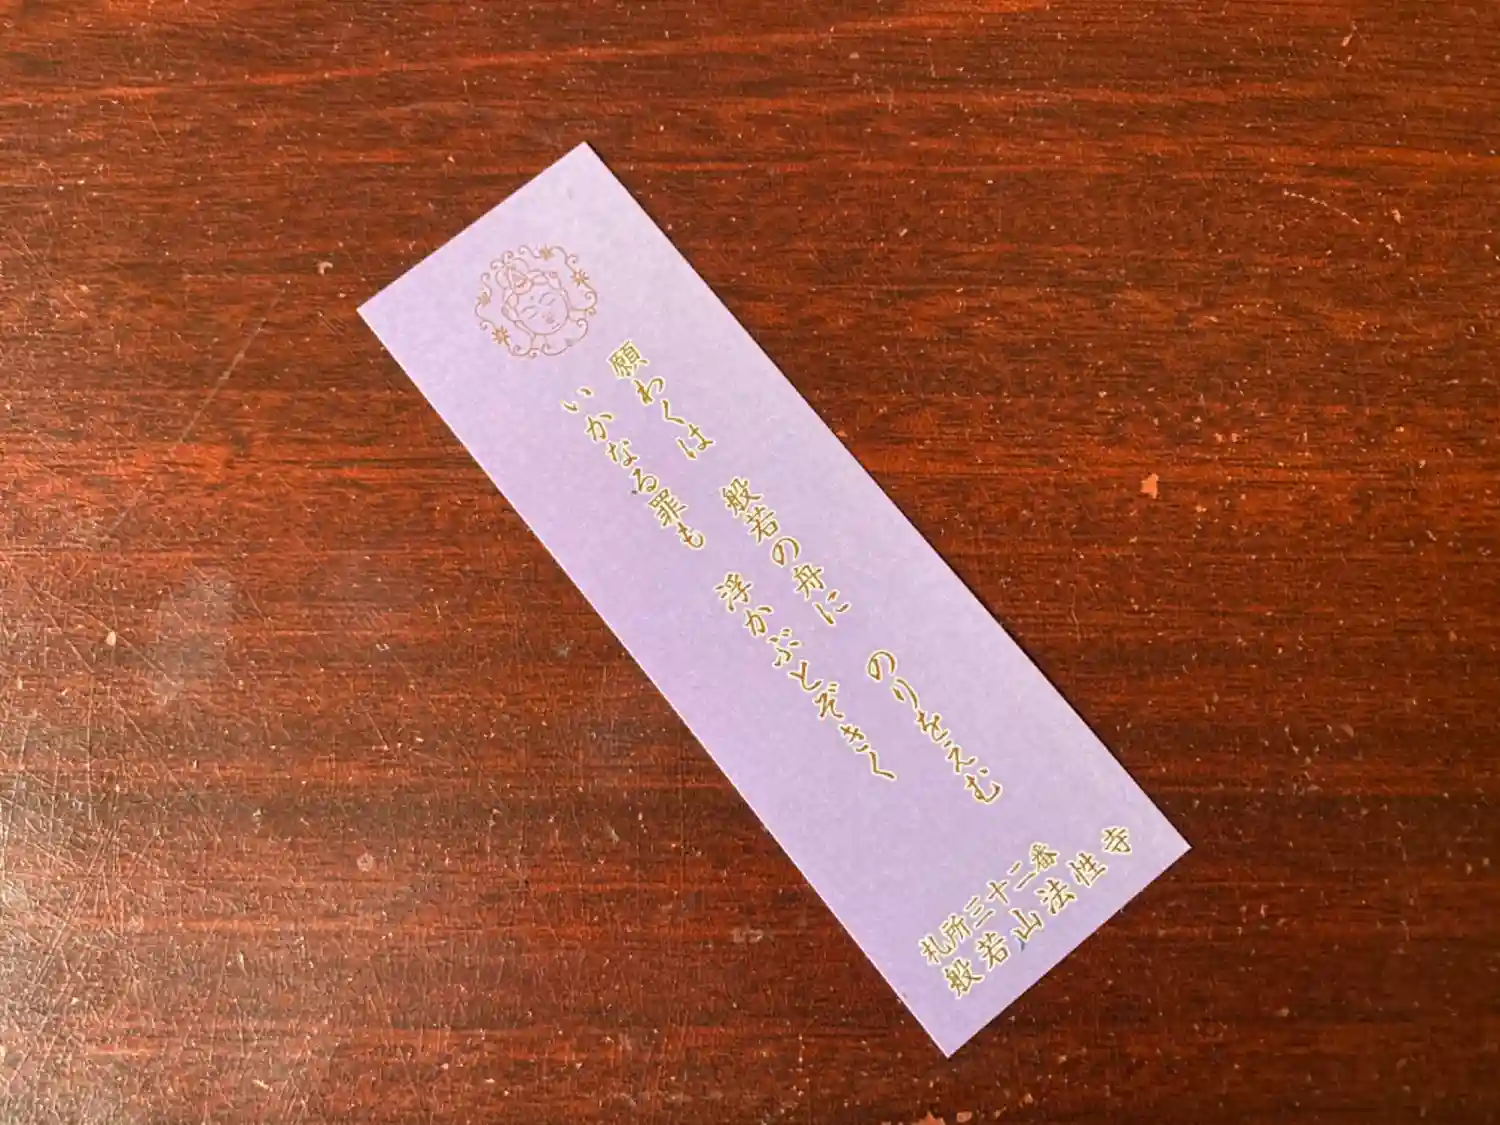 願わくは 般若の舟に のりをえむ
いかなる罪も 浮かぶとぞきく
札所三十二番
般若山法性寺